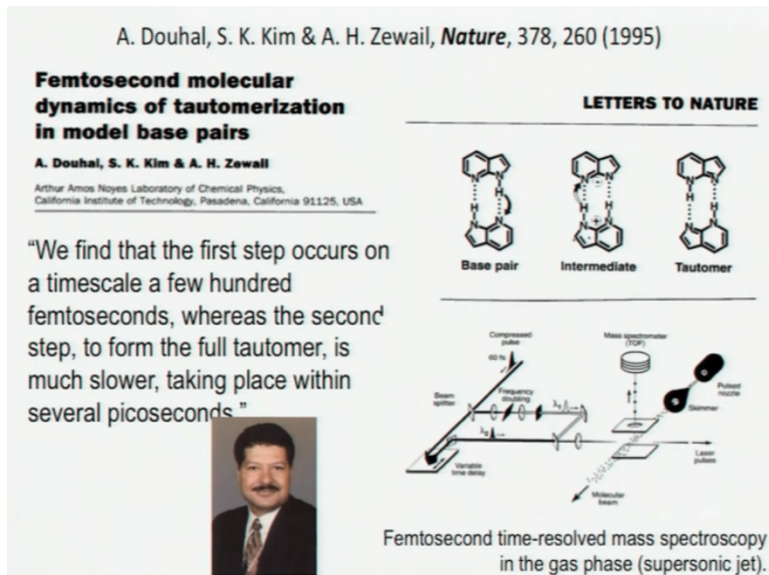 A. Douhal, S. K. Kim & A. H. Zewail, Nature, 378, 260 (1995)
Femtosecond molecular
dynamics of tautomerization
in model base pairs
A. Douhal, S. K. Kim & A. H. Zewail
Arthur Amos Noyes Laboratory of Chemical Physics,
California Institute of Technology, Pasadena, California 91125, USA
“We find that the first step occurs on
a timescale a few hundred
femtoseconds, whereas the second
step, to form the full tautomer, is
much slower, taking place within
several picoseconds.”
LETTERS TO NATURE
N N
H
H
N N
Base pair
N N
H H
N N
Intermediate
N N
H
H
N N
Tautomer
Compressed
pulse
60 fs
Mass spectrometer
(TOF)
Beam
splitter
Frequency
doubling
λ₁
λ₂
Pulsed
nozzle
Skimmer
Variable
time delay
Laser
pulses
Molecular
beam
Femtosecond time-resolved mass spectroscopy
in the gas phase (supersonic jet).